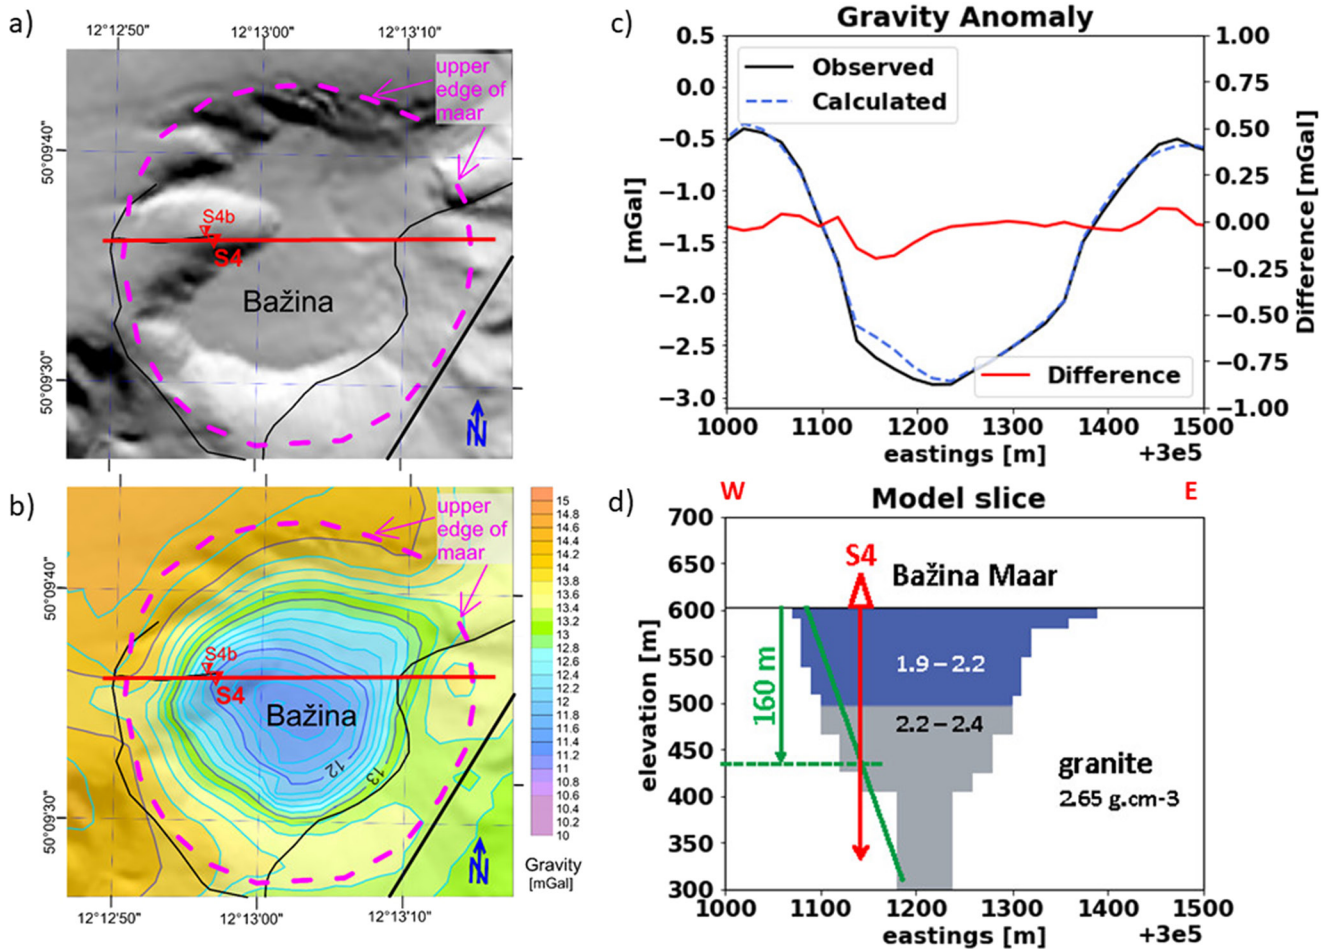 a)
12°12'50"
12°13'00"
12°13'10"
upper
edge of
maar
50°09'40"
S4b
S4
Bažina
50°09'30"
N
b)
upper
edge of
maar
50°09'40"
S4b
S4
Bažina
12
13
50°09'30"
N
12°12'50"
12°13'00"
12°13'10"
15
14.8
14.6
14.4
14.2
14
13.8
13.6
13.4
13.2
13
12.8
12.6
12.4
12.2
12
11.8
11.6
11.4
11.2
11
10.8
10.6
10.4
10.2
10
Gravity
[mGal]
c)
Gravity Anomaly
0.5
0.0
−0.5
−1.0
−1.5
−2.0
−2.5
−3.0
[mGal]
Observed
Calculated
Difference
1.00
0.75
0.50
0.25
0.00
−0.25
−0.50
−0.75
−1.00
Difference [mGal]
1000 1100 1200 1300 1400 1500
eastings [m]
+3e5
d)
W
Model slice
E
700
650
600
550
500
450
400
350
300
elevation [m]
S4
Bažina Maar
1.9 – 2.2
2.2 – 2.4
160 m
granite
2.65 g.cm-3
1000 1100 1200 1300 1400 1500
eastings [m]
+3e5